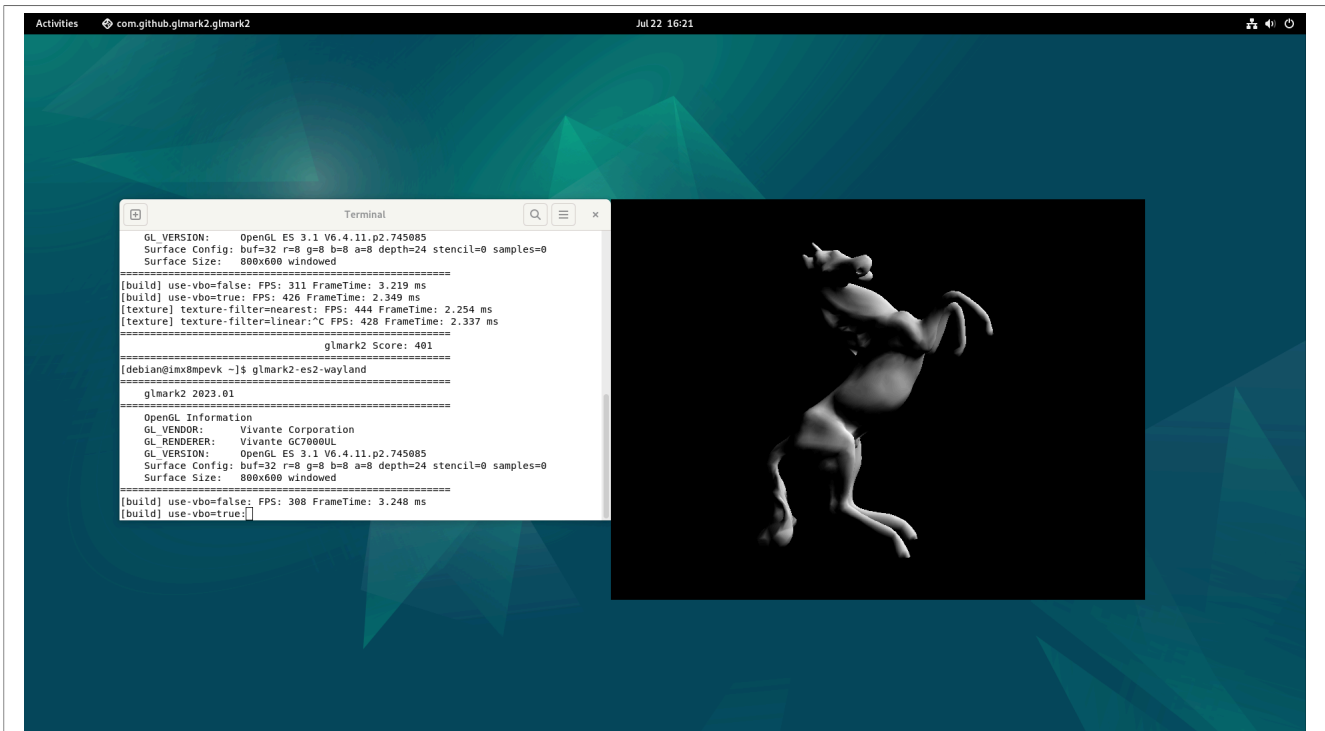 Activities com.github.glmark2.glmark2 Jul 22 16:21
Terminal
GL_VERSION: OpenGL ES 3.1 V6.4.11.p2.745085
Surface Config: buf=32 r=8 g=8 b=8 a=8 depth=24 stencil=0 samples=0
Surface Size: 800x600 windowed
=======================================================
[build] use-vbo=false: FPS: 311 FrameTime: 3.219 ms
[build] use-vbo=true: FPS: 426 FrameTime: 2.349 ms
[texture] texture-filter=nearest: FPS: 444 FrameTime: 2.254 ms
[texture] texture-filter=linear:^C FPS: 428 FrameTime: 2.337 ms
=======================================================
glmark2 Score: 401
=======================================================
[debian@imx8mpevk ~]$ glmark2-es2-wayland
=======================================================
glmark2 2023.01
=======================================================
OpenGL Information
GL_VENDOR: Vivante Corporation
GL_RENDERER: Vivante GC7000UL
GL_VERSION: OpenGL ES 3.1 V6.4.11.p2.745085
Surface Config: buf=32 r=8 g=8 b=8 a=8 depth=24 stencil=0 samples=0
Surface Size: 800x600 windowed
=======================================================
[build] use-vbo=false: FPS: 308 FrameTime: 3.248 ms
[build] use-vbo=true: